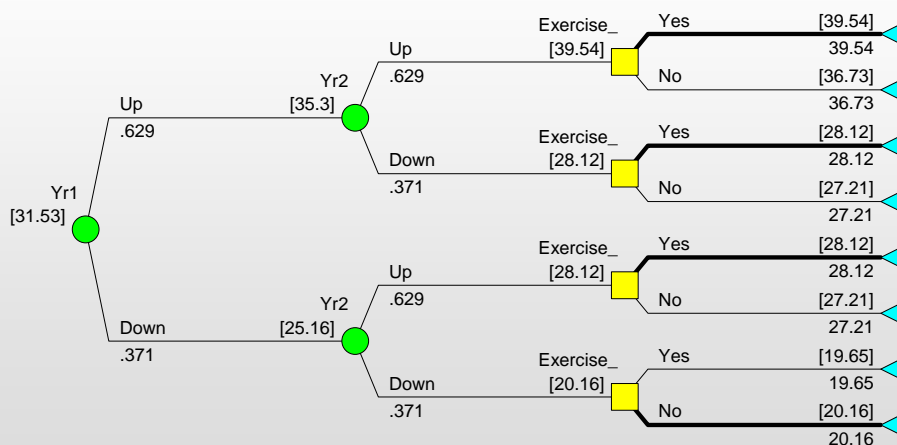 Exercise_ Yes [39.54]
Up [39.54] 39.54
Yr2 .629 No [36.73]
Up [35.3] 36.73
.629 Exercise_ Yes [28.12]
Down [28.12] 28.12
.371 No [27.21]
Yr1 27.21
[31.53]
Exercise_ Yes [28.12]
Up [28.12] 28.12
Yr2 .629 No [27.21]
Down [25.16] 27.21
.371 Exercise_ Yes [19.65]
Down [20.16] 19.65
.371 No [20.16]
20.16